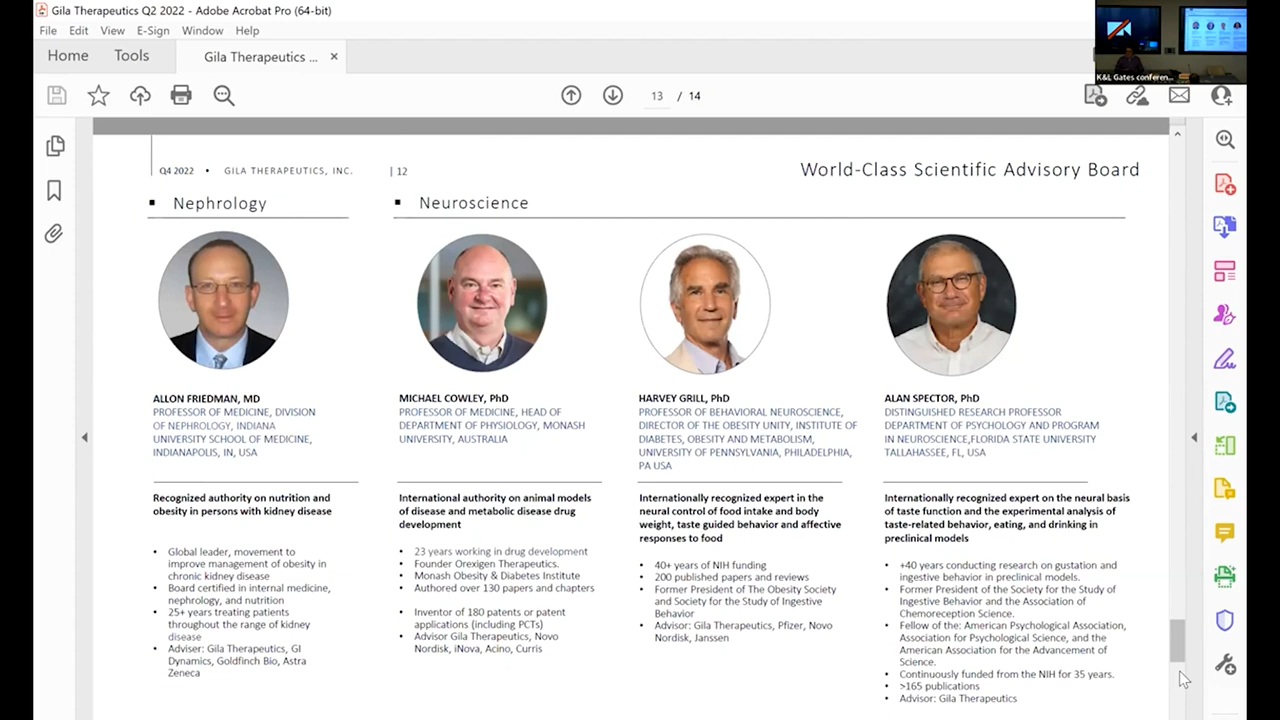 Gila Therapeutics Q2 2022 - Adobe Acrobat Pro (64-bit)
File Edit View E-Sign Window Help
Home Tools Gila Therapeutics ... ×
13 / 14
K&L Gates conferen...
Q4 2022 • GILA THERAPEUTICS, INC. | 12
World-Class Scientific Advisory Board
▪ Nephrology
▪ Neuroscience
ALLON FRIEDMAN, MD
PROFESSOR OF MEDICINE, DIVISION
OF NEPHROLOGY, INDIANA
UNIVERSITY SCHOOL OF MEDICINE,
INDIANAPOLIS, IN, USA
Recognized authority on nutrition and
obesity in persons with kidney disease
• Global leader, movement to
improve management of obesity in
chronic kidney disease
• Board certified in internal medicine,
nephrology, and nutrition
• 25+ years treating patients
throughout the range of kidney
disease
• Adviser: Gila Therapeutics, GI
Dynamics, Goldfinch Bio, Astra
Zeneca
MICHAEL COWLEY, PhD
PROFESSOR OF MEDICINE, HEAD OF
DEPARTMENT OF PHYSIOLOGY, MONASH
UNIVERSITY, AUSTRALIA
International authority on animal models
of disease and metabolic disease drug
development
• 23 years working in drug development
• Founder Orexigen Therapeutics.
• Monash Obesity & Diabetes Institute
• Authored over 130 papers and chapters
• Inventor of 180 patents or patent
applications (including PCTs)
• Advisor Gila Therapeutics, Novo
Nordisk, iNova, Acino, Curris
HARVEY GRILL, PhD
PROFESSOR OF BEHAVIORAL NEUROSCIENCE,
DIRECTOR OF THE OBESITY UNITY, INSTITUTE OF
DIABETES, OBESITY AND METABOLISM,
UNIVERSITY OF PENNSYLVANIA, PHILADELPHIA,
PA USA
Internationally recognized expert in the
neural control of food intake and body
weight, taste guided behavior and affective
responses to food
• 40+ years of NIH funding
• 200 published papers and reviews
• Former President of The Obesity Society
and Society for the Study of Ingestive
Behavior
• Advisor: Gila Therapeutics, Pfizer, Novo
Nordisk, Janssen
ALAN SPECTOR, PhD
DISTINGUISHED RESEARCH PROFESSOR
DEPARTMENT OF PSYCHOLOGY AND PROGRAM
IN NEUROSCIENCE,FLORIDA STATE UNIVERSITY
TALLAHASSEE, FL, USA
Internationally recognized expert on the neural basis
of taste function and the experimental analysis of
taste-related behavior, eating, and drinking in
preclinical models
• +40 years conducting research on gustation and
ingestive behavior in preclinical models.
• Former President of the Society for the Study of
Ingestive Behavior and the Association of
Chemoreception Science.
• Fellow of the: American Psychological Association,
Association for Psychological Science, and the
American Association for the Advancement of
Science.
• Continuously funded from the NIH for 35 years.
• >165 publications
• Advisor: Gila Therapeutics